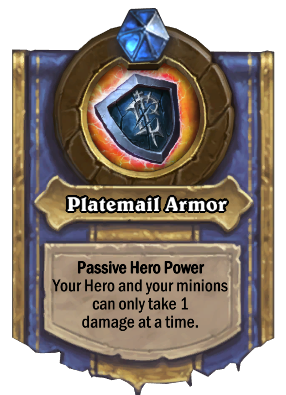 Platemail Armor
Passive Hero Power
Your Hero and your minions
can only take 1
damage at a time.